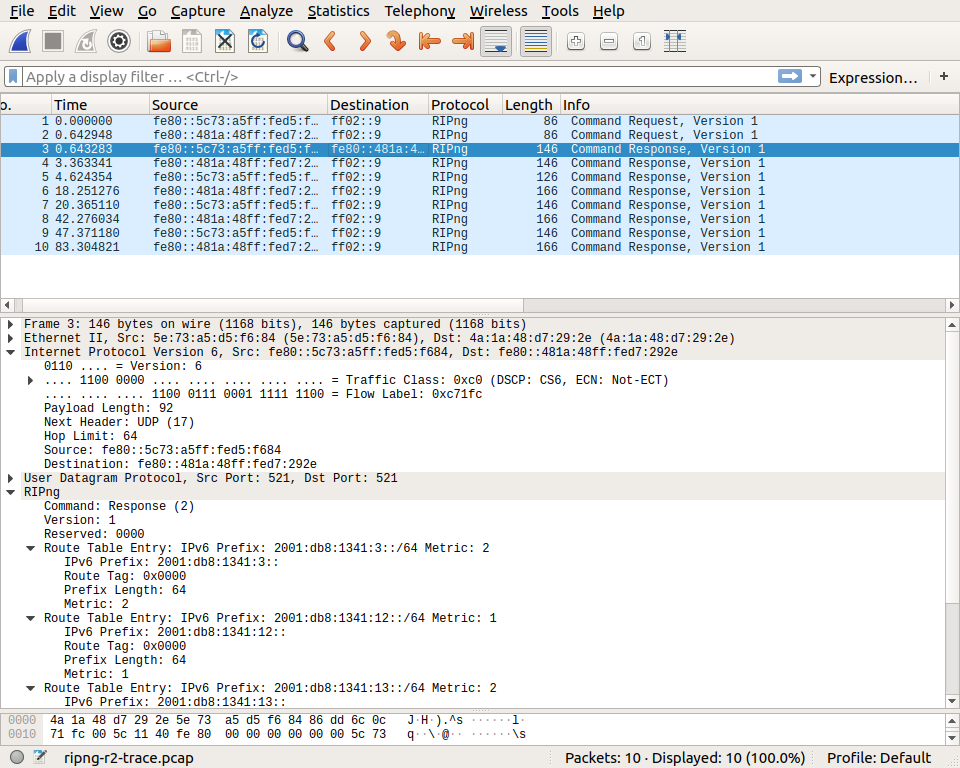 File Edit View Go Capture Analyze Statistics Telephony Wireless Tools Help
Apply a display filter … <Ctrl-/> Expression… +
o. Time Source Destination Protocol Length Info
1 0.000000 fe80::5c73:a5ff:fed5:f… ff02::9 RIPng 86 Command Request, Version 1
2 0.642948 fe80::481a:48ff:fed7:2… ff02::9 RIPng 86 Command Request, Version 1
3 0.643283 fe80::5c73:a5ff:fed5:f… fe80::481a:4… RIPng 146 Command Response, Version 1
4 3.363341 fe80::481a:48ff:fed7:2… ff02::9 RIPng 146 Command Response, Version 1
5 4.624354 fe80::5c73:a5ff:fed5:f… ff02::9 RIPng 126 Command Response, Version 1
6 18.251276 fe80::481a:48ff:fed7:2… ff02::9 RIPng 166 Command Response, Version 1
7 20.365110 fe80::5c73:a5ff:fed5:f… ff02::9 RIPng 146 Command Response, Version 1
8 42.276034 fe80::481a:48ff:fed7:2… ff02::9 RIPng 166 Command Response, Version 1
9 47.371180 fe80::5c73:a5ff:fed5:f… ff02::9 RIPng 146 Command Response, Version 1
10 83.304821 fe80::481a:48ff:fed7:2… ff02::9 RIPng 166 Command Response, Version 1
Frame 3: 146 bytes on wire (1168 bits), 146 bytes captured (1168 bits)
Ethernet II, Src: 5e:73:a5:d5:f6:84 (5e:73:a5:d5:f6:84), Dst: 4a:1a:48:d7:29:2e (4a:1a:48:d7:29:2e)
Internet Protocol Version 6, Src: fe80::5c73:a5ff:fed5:f684, Dst: fe80::481a:48ff:fed7:292e
0110 .... = Version: 6
.... 1100 0000 .... .... .... .... .... = Traffic Class: 0xc0 (DSCP: CS6, ECN: Not-ECT)
.... .... .... 1100 0111 0001 1111 1100 = Flow Label: 0xc71fc
Payload Length: 92
Next Header: UDP (17)
Hop Limit: 64
Source: fe80::5c73:a5ff:fed5:f684
Destination: fe80::481a:48ff:fed7:292e
User Datagram Protocol, Src Port: 521, Dst Port: 521
RIPng
Command: Response (2)
Version: 1
Reserved: 0000
Route Table Entry: IPv6 Prefix: 2001:db8:1341:3::/64 Metric: 2
IPv6 Prefix: 2001:db8:1341:3::
Route Tag: 0x0000
Prefix Length: 64
Metric: 2
Route Table Entry: IPv6 Prefix: 2001:db8:1341:12::/64 Metric: 1
IPv6 Prefix: 2001:db8:1341:12::
Route Tag: 0x0000
Prefix Length: 64
Metric: 1
Route Table Entry: IPv6 Prefix: 2001:db8:1341:13::/64 Metric: 2
IPv6 Prefix: 2001:db8:1341:13::
0000 4a 1a 48 d7 29 2e 5e 73 a5 d5 f6 84 86 dd 6c 0c J·H·).^s ······l·
0010 71 fc 00 5c 11 40 fe 80 00 00 00 00 00 00 5c 73 q··\·@·· ······\s
ripng-r2-trace.pcap Packets: 10 · Displayed: 10 (100.0%) Profile: Default